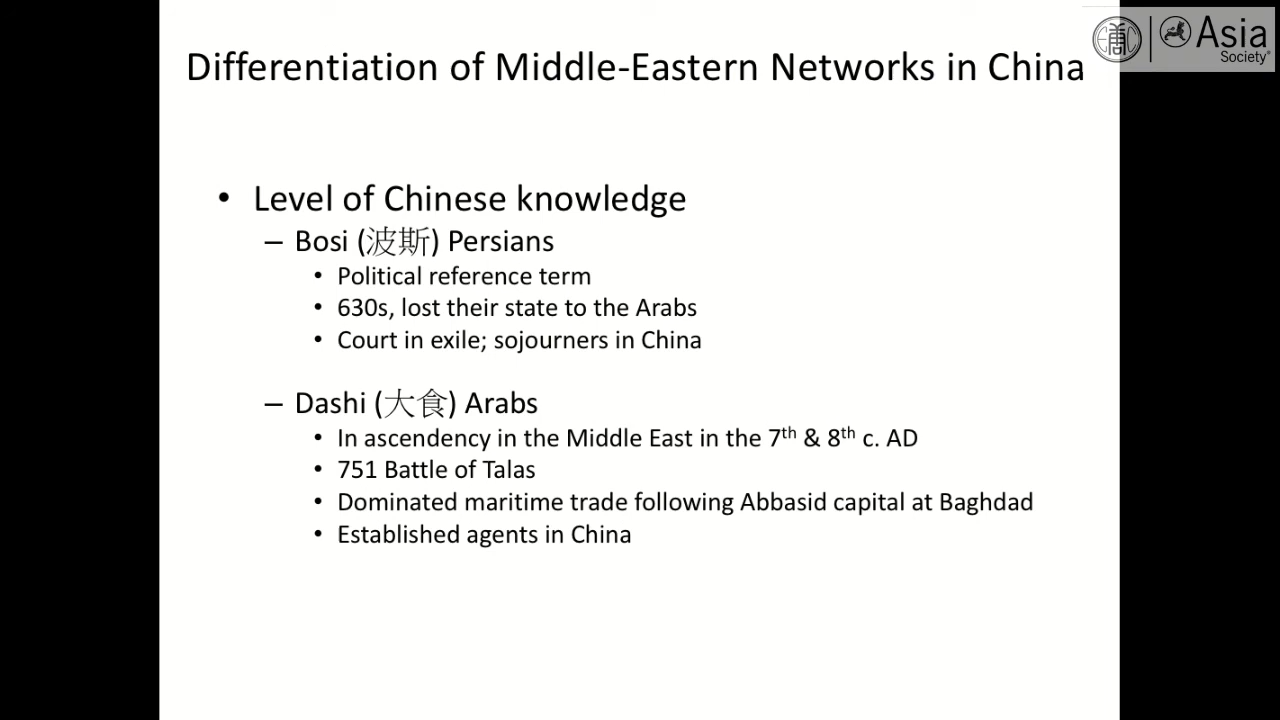 Differentiation of Middle-Eastern Networks in China
Asia
Society
• Level of Chinese knowledge
– Bosi (波斯) Persians
• Political reference term
• 630s, lost their state to the Arabs
• Court in exile; sojourners in China
– Dashi (大食) Arabs
• In ascendency in the Middle East in the 7th & 8th c. AD
• 751 Battle of Talas
• Dominated maritime trade following Abbasid capital at Baghdad
• Established agents in China